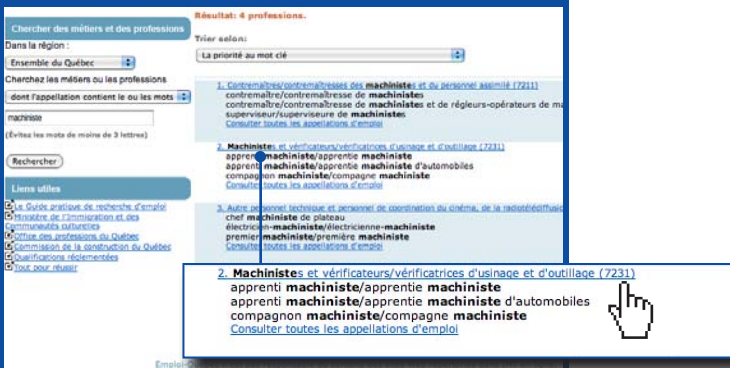 Chercher des métiers et des professions
Dans la région :
Ensemble du Québec
Cherchez les métiers ou les professions
dont l'appellation contient le ou les mots
machiniste
(Évitez les mots de moins de 3 lettres)
Rechercher
Liens utiles
Le Guide pratique de recherche d'emploi
Ministère de l'Immigration et des
Communautés culturelles
Office des professions du Québec
Commission de la construction du Québec
Qualifications réglementées
Tout pour réussir
Résultat: 4 professions.
Trier selon:
La priorité au mot clé
1. Contremaîtres/contremaîtresses des machinistes et du personnel assimilé (7211)
contremaître/contremaîtresse de machinistes
contremaître/contremaîtresse de machinistes et de régleurs-opérateurs de ma
superviseur/superviseure de machinistes
Consulter toutes les appellations d'emploi
2. Machinistes et vérificateurs/vérificatrices d'usinage et d'outillage (7231)
apprenti machiniste/apprentie machiniste
apprenti machiniste/apprentie machiniste d'automobiles
compagnon machiniste/compagne machiniste
Consulter toutes les appellations d'emploi
3. Autre personnel technique et personnel de coordination du cinéma, de la radiotélédiffusio
chef machiniste de plateau
électricien-machiniste/électricienne-machiniste
premier machiniste/première machiniste
Consulter toutes les appellations d'emploi
2. Machinistes et vérificateurs/vérificatrices d'usinage et d'outillage (7231)
apprenti machiniste/apprentie machiniste
apprenti machiniste/apprentie machiniste d'automobiles
compagnon machiniste/compagne machiniste
Consulter toutes les appellations d'emploi